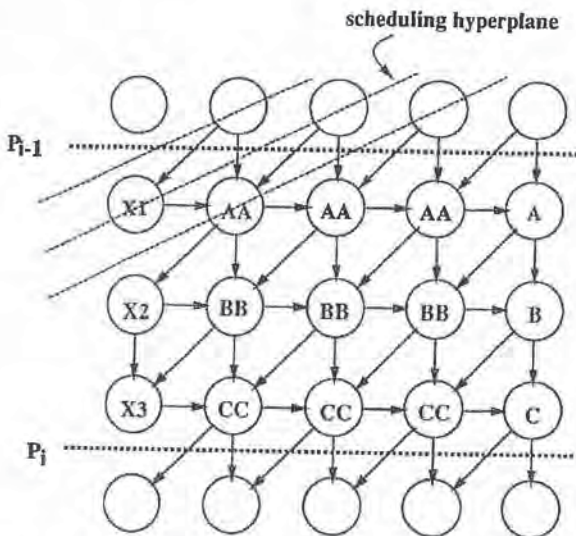 scheduling hyperplane
Pi-1
X1 AA AA AA A
X2 BB BB BB B
X3 CC CC CC C
Pi